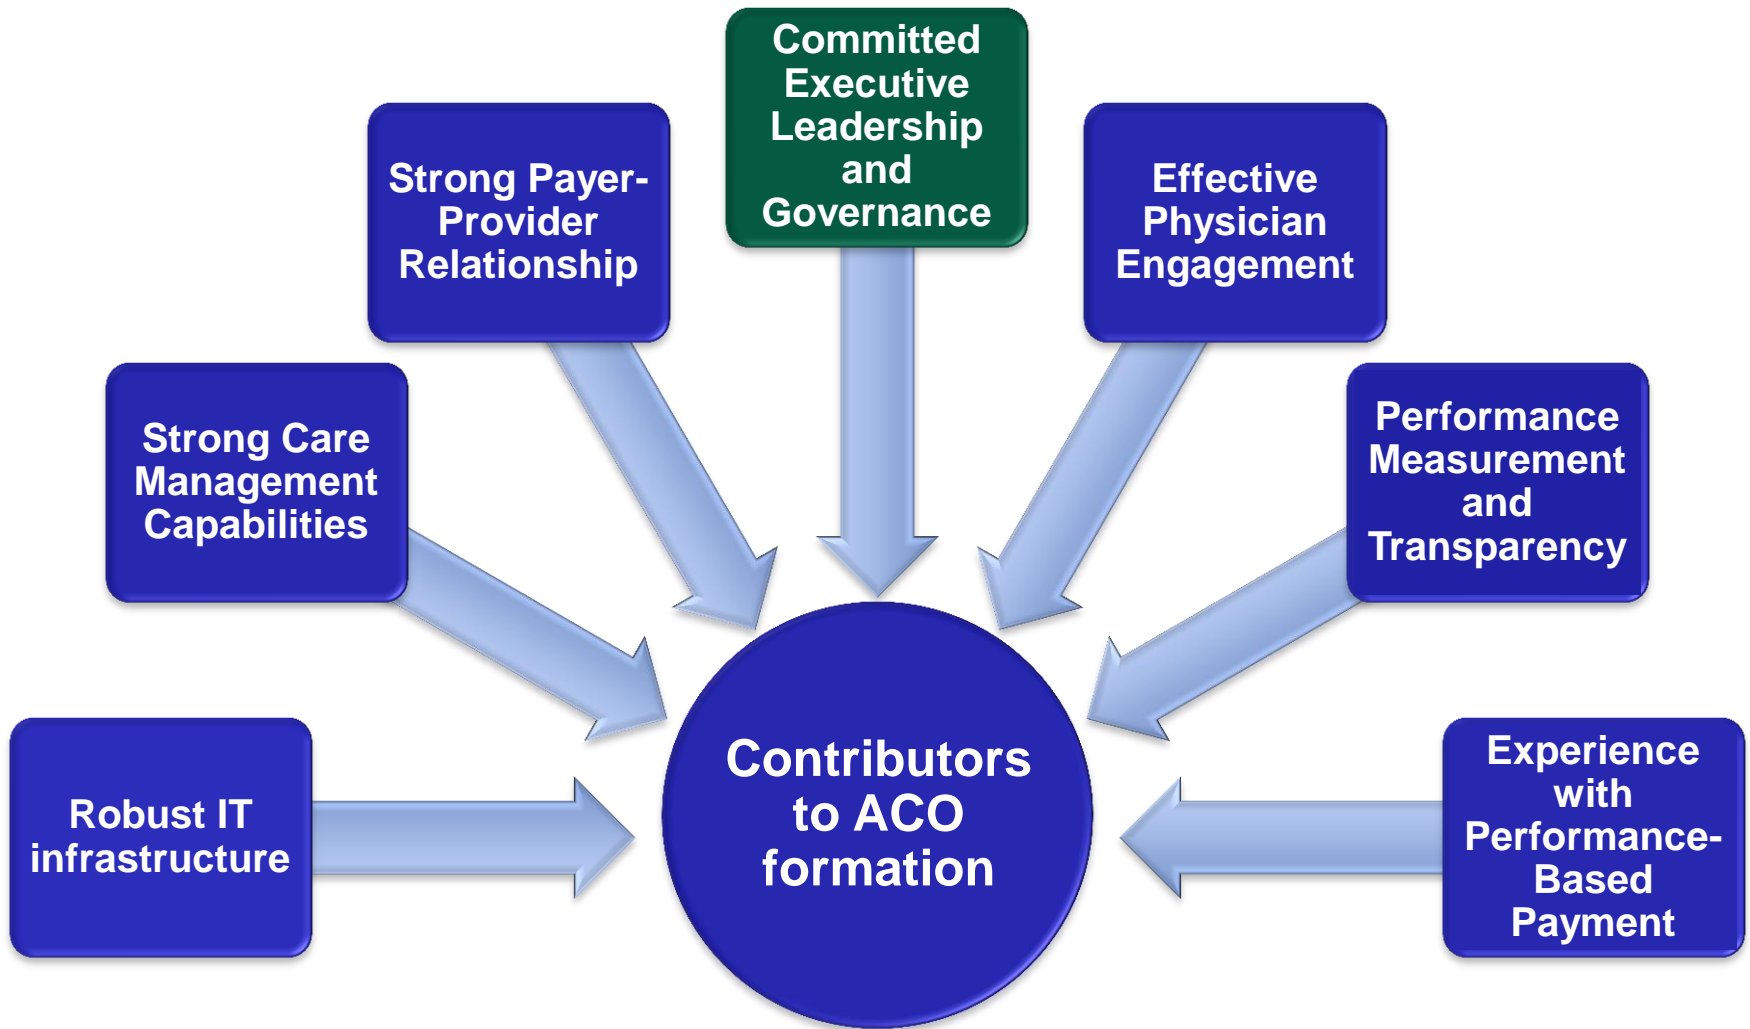 Committed
Executive
Leadership
and
Governance
Strong Payer-
Provider
Relationship
Effective
Physician
Engagement
Strong Care
Management
Capabilities
Performance
Measurement
and
Transparency
Robust IT
infrastructure
Contributors
to ACO
formation
Experience
with
Performance-
Based
Payment